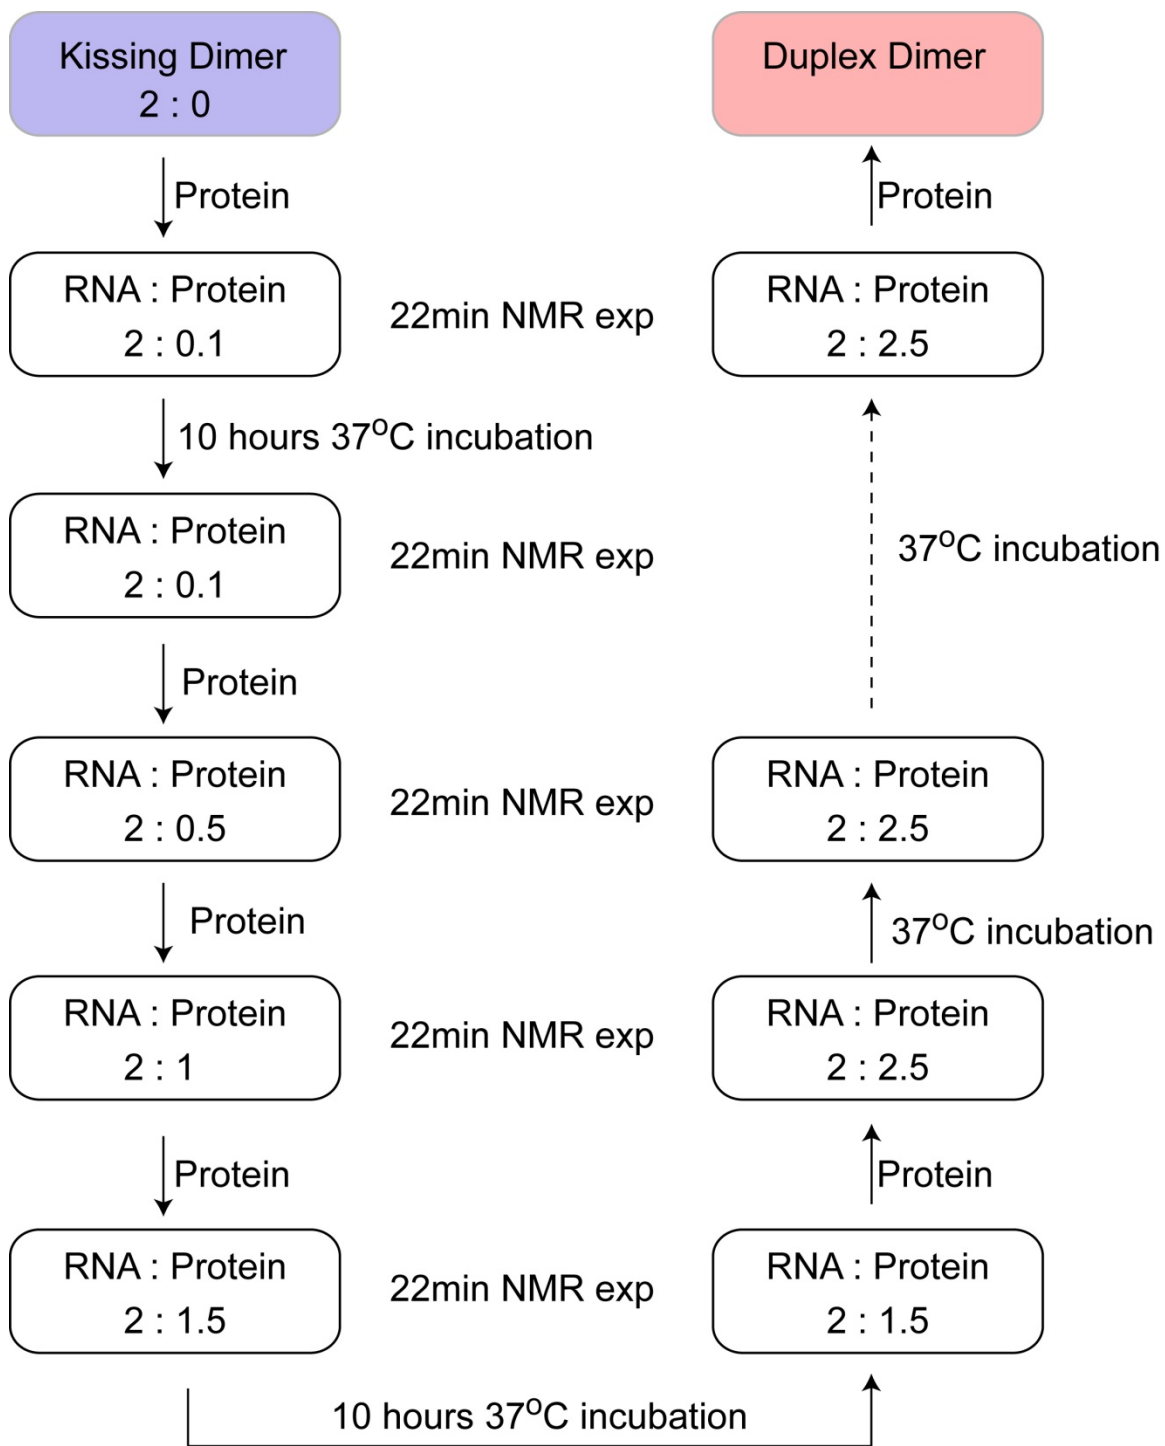 Kissing Dimer
2 : 0
Protein
RNA : Protein
2 : 0.1
22min NMR exp
10 hours 37°C incubation
RNA : Protein
2 : 0.1
22min NMR exp
Protein
RNA : Protein
2 : 0.5
22min NMR exp
Protein
RNA : Protein
2 : 1
22min NMR exp
Protein
RNA : Protein
2 : 1.5
22min NMR exp
10 hours 37°C incubation
RNA : Protein
2 : 1.5
Protein
RNA : Protein
2 : 2.5
37°C incubation
RNA : Protein
2 : 2.5
37°C incubation
RNA : Protein
2 : 2.5
Protein
Duplex Dimer